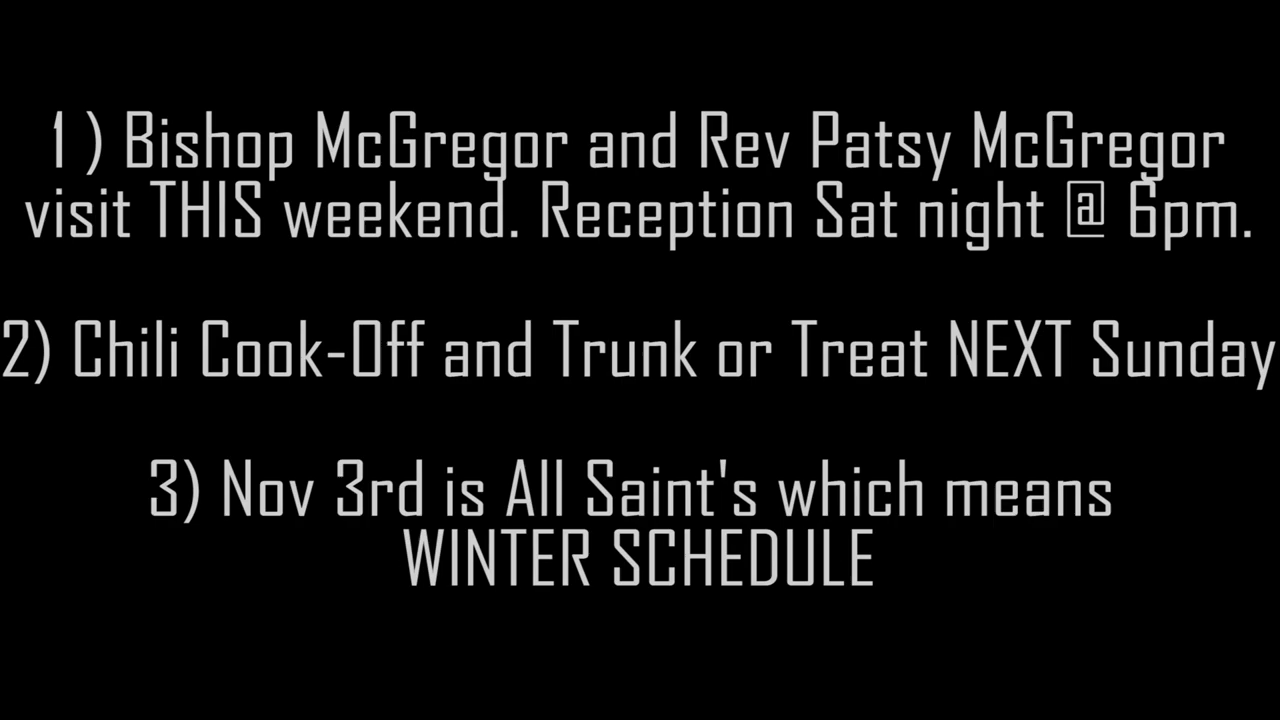 1 ) Bishop McGregor and Rev Patsy McGregor
visit THIS weekend. Reception Sat night @ 6pm.
2) Chili Cook-Off and Trunk or Treat NEXT Sunday
3) Nov 3rd is All Saint's which means
WINTER SCHEDULE